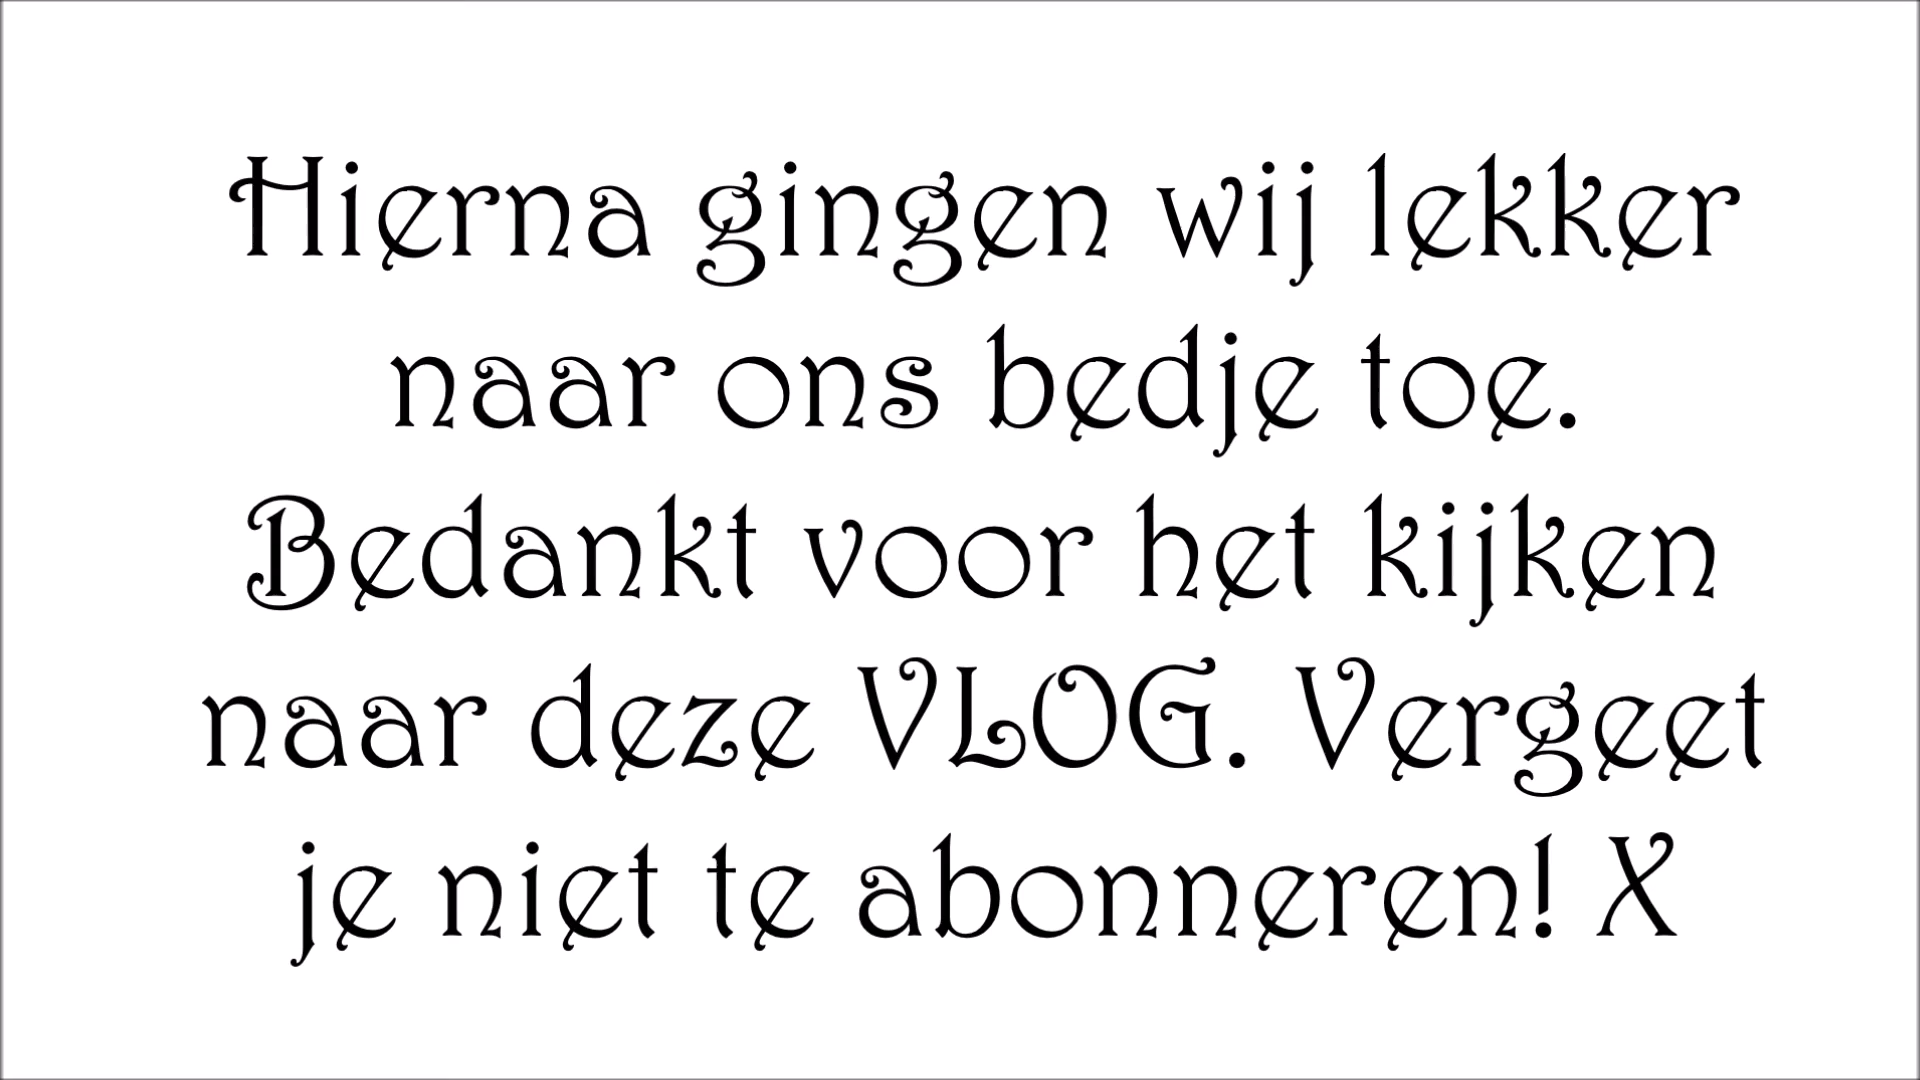 Hierna gingen wij lekker
naar ons bedje toe.
Bedankt voor het kijken
naar deze VLOG. Vergeet
je niet te abonneren! X